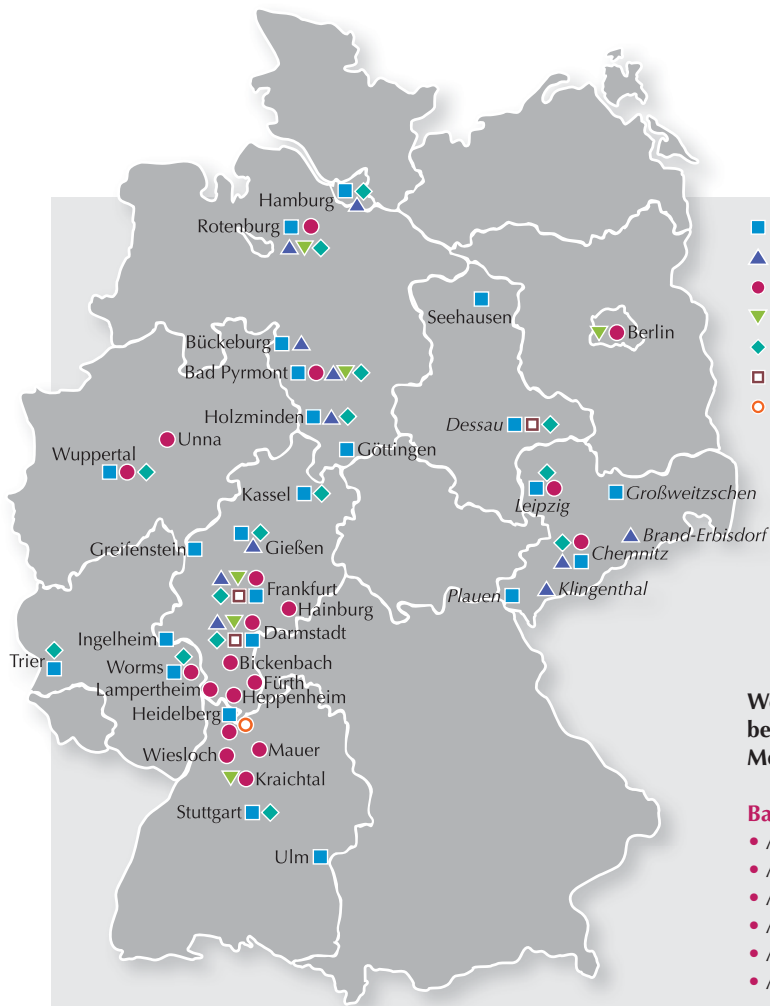 Hamburg
Rotenburg
Seehausen
Berlin
Bückeburg
Bad Pyrmont
Holzminden
Dessau
Unna
Göttingen
Wuppertal
Kassel
Leipzig
Großweitzschen
Brand-Erbisdorf
Greifenstein
Gießen
Chemnitz
Frankfurt
Plauen
Klingenthal
Hainburg
Ingelheim
Darmstadt
Trier
Worms
Bickenbach
Lampertheim
Fürth
Heppenheim
Heidelberg
Wiesloch
Mauer
Kraichtal
Stuttgart
Ulm
be
Ba